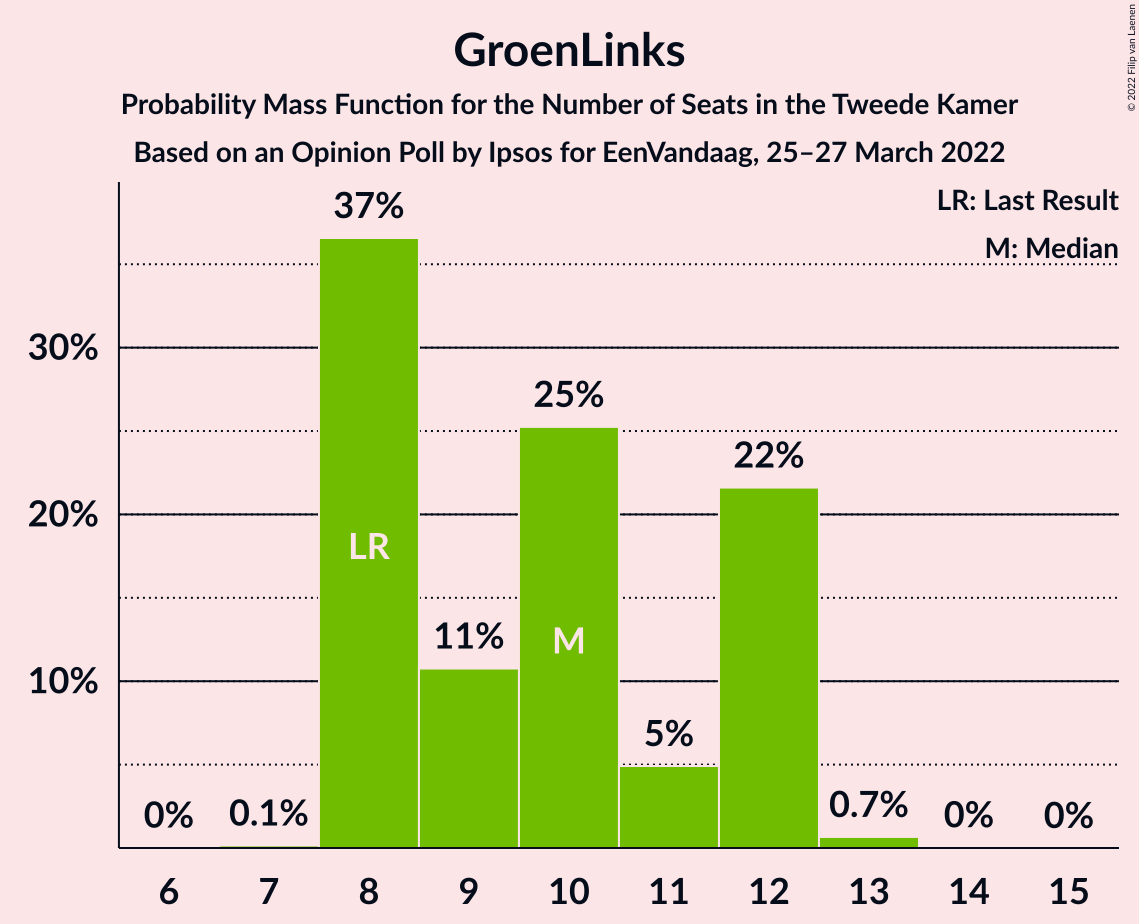 GroenLinks
Probability Mass Function for the Number of Seats in the Tweede Kamer
Based on an Opinion Poll by Ipsos for EenVandaag, 25–27 March 2022
© 2022 Filip van Laenen
LR: Last Result
M: Median
37%
30%
25%
22%
20%
LR
11%
M
10%
5%
0%
0.1%
0.7%
0%
0%
6 7 8 9 10 11 12 13 14 15